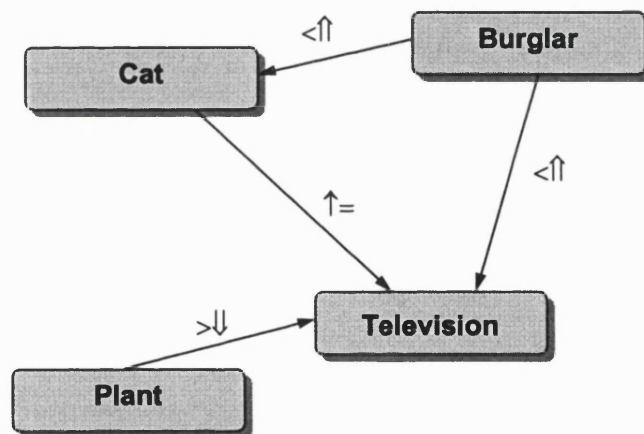 Burglar
<⇑
Cat
<⇑
↑=
Television
>⇓
Plant